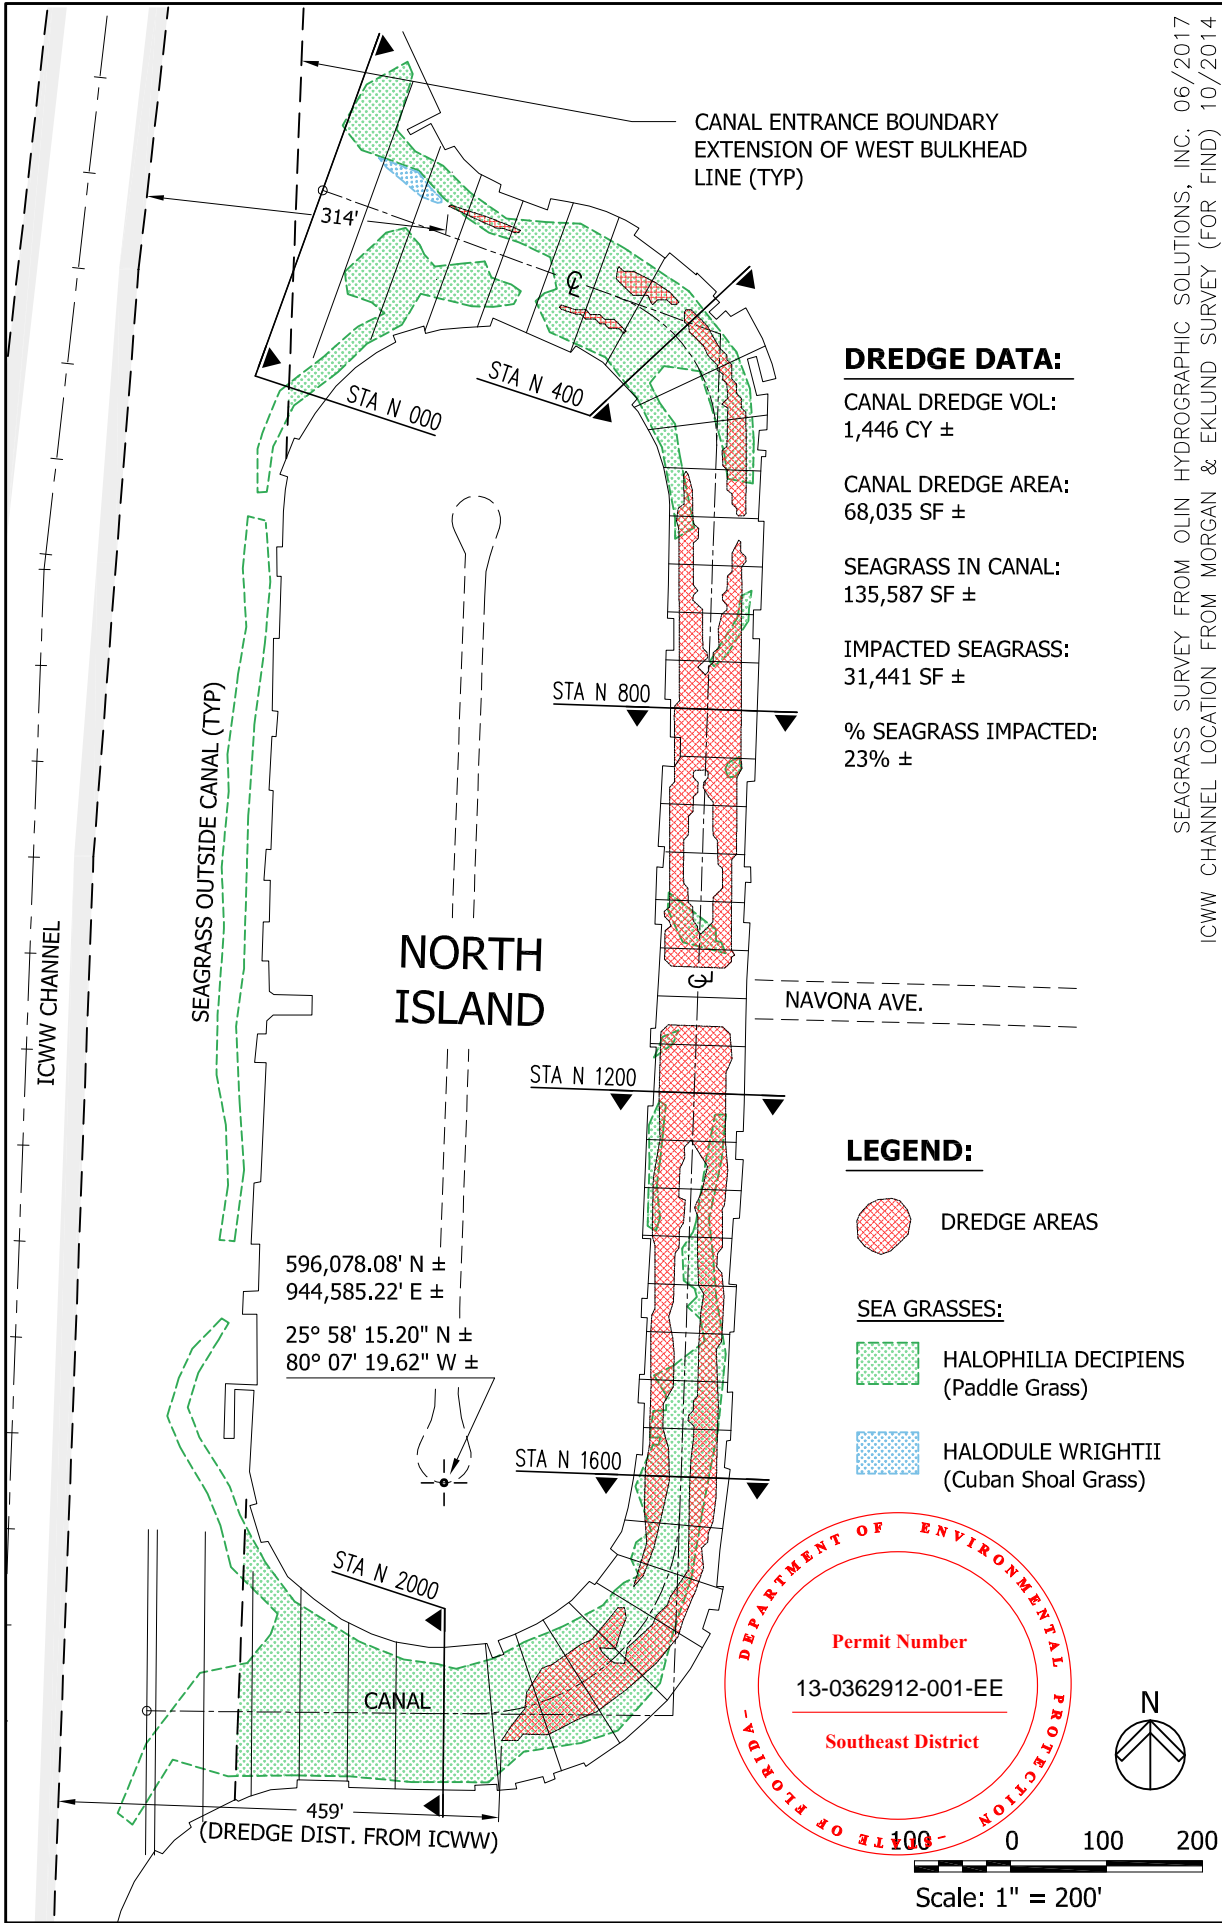 CANAL ENTRANCE BOUNDARY
EXTENSION OF WEST BULKHEAD
LINE (TYP)
314'
℄
STA N 000
STA N 400
DREDGE DATA:
CANAL DREDGE VOL:
1,446 CY ±
CANAL DREDGE AREA:
68,035 SF ±
SEAGRASS IN CANAL:
135,587 SF ±
IMPACTED SEAGRASS:
31,441 SF ±
% SEAGRASS IMPACTED:
23% ±
SEAGRASS SURVEY FROM OLIN HYDROGRAPHIC SOLUTIONS, INC. 06/2017
ICWW CHANNEL LOCATION FROM MORGAN & EKLUND SURVEY (FOR FIND) 10/2014
STA N 800
SEAGRASS OUTSIDE CANAL (TYP)
ICWW CHANNEL
NORTH
ISLAND
℄
NAVONA AVE.
STA N 1200
LEGEND:
DREDGE AREAS
SEA GRASSES:
HALOPHILIA DECIPIENS
(Paddle Grass)
HALODULE WRIGHTII
(Cuban Shoal Grass)
596,078.08' N ±
944,585.22' E ±
25° 58' 15.20" N ±
80° 07' 19.62" W ±
STA N 1600
STA N 2000
CANAL
459'
(DREDGE DIST. FROM ICWW)
DEPARTMENT OF ENVIRONMENTAL PROTECTION
- STATE OF FLORIDA -
Permit Number
13-0362912-001-EE
Southeast District
N
100 0 100 200
Scale: 1" = 200'